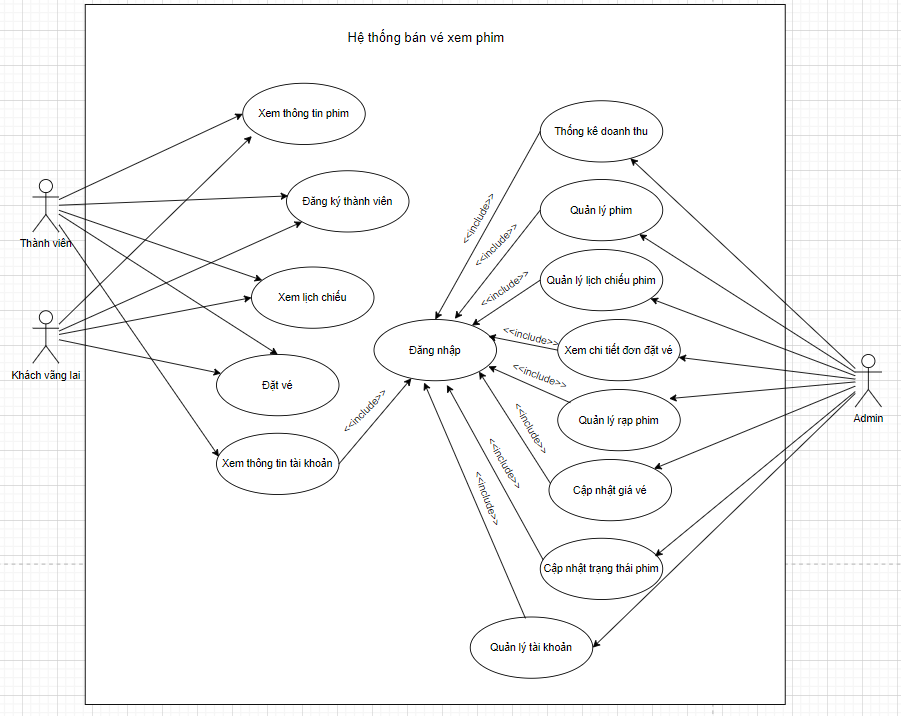 Hệ thống bán vé xem phim
Xem thông tin phim
Đăng ký thành viên
Xem lịch chiếu
Đặt vé
Xem thông tin tài khoản
Thành viên
Khách vãng lai
Đăng nhập
<<include>>
<<include>>
<<include>>
<<include>>
<<include>>
<<include>>
<<include>>
<<include>>
<<include>>
Thống kê doanh thu
Quản lý phim
Quản lý lịch chiếu phim
Xem chi tiết đơn đặt vé
Quản lý rạp phim
Cập nhật giá vé
Cập nhật trạng thái phim
Quản lý tài khoản
Admin